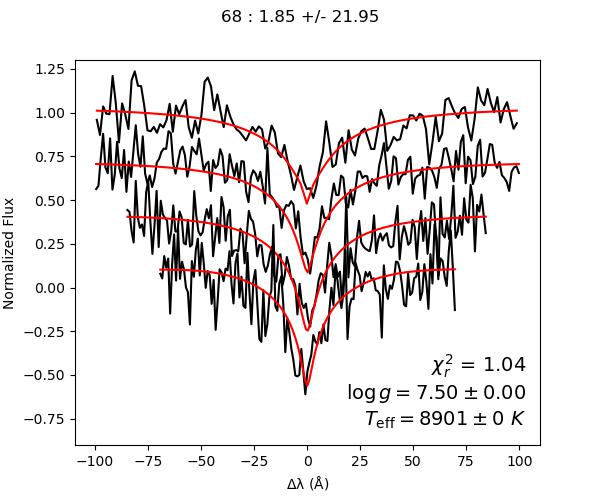 68 : 1.85 +/- 21.95
Normalized Flux
1.25
1.00
0.75
0.50
0.25
0.00
−0.25
−0.50
−0.75
χ²ᵣ = 1.04
log g = 7.50 ± 0.00
T_eff = 8901 ± 0 K
−100 −75 −50 −25 0 25 50 75 100
Δλ (Å)